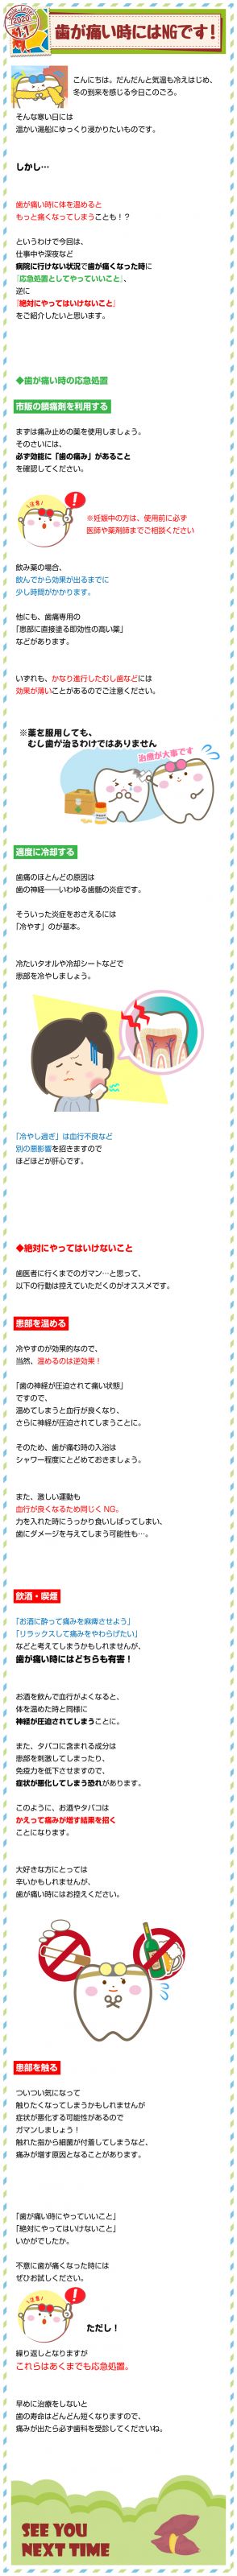 2020
11
歯が痛い時にはNGです！
こんにちは。だんだんと気温も冷えはじめ、
冬の到来を感じる今日このごろ。
そんな寒い日には
温かい湯船にゆっくり浸かりたいものです。
しかし…
歯が痛い時に体を温めると
もっと痛くなってしまうことも！？
というわけで今回は、
仕事中や深夜など
病院に行けない状況で歯が痛くなった時に
『応急処置としてやっていいこと』、
逆に
『絶対にやってはいけないこと』
をご紹介したいと思います。
◆歯が痛い時の応急処置
市販の鎮痛剤を利用する
まずは痛み止めの薬を使用しましょう。
そのさいには、
必ず効能に「歯の痛み」があること
を確認してください。
注意！
※妊娠中の方は、使用前に必ず
医師や薬剤師までご相談ください
飲み薬の場合、
飲んでから効果が出るまでに
少し時間がかかります。
他にも、歯痛専用の
「患部に直接塗る即効性の高い薬」
などがあります。
いずれも、かなり進行したむし歯などには
効果が薄いことがあるのでご注意ください。
※薬を服用しても、
むし歯が治るわけではありません
治療が大事です
適度に冷却する
歯痛のほとんどの原因は
歯の神経――いわゆる歯髄の炎症です。
そういった炎症をおさえるには
「冷やす」のが基本。
冷たいタオルや冷却シートなどで
患部を冷やしましょう。
「冷やし過ぎ」は血行不良など
別の悪影響を招きますので
ほどほどが肝心です。
◆絶対にやってはいけないこと
歯医者に行くまでのガマン…と思って、
以下の行動は控えていただくのがオススメです。
患部を温める
冷やすのが効果的なので、
当然、温めるのは逆効果！
「歯の神経が圧迫されて痛い状態」
ですので、
温めてしまうと血行が良くなり、
さらに神経が圧迫されてしまうことに。
そのため、歯が痛む時の入浴は
シャワー程度にとどめておきましょう。
また、激しい運動も
血行が良くなるため同じくNG。
力を入れた時にうっかり食いしばってしまい、
歯にダメージを与えてしまう可能性も…。
飲酒・喫煙
「お酒に酔って痛みを麻痺させよう」
「リラックスして痛みをやわらげたい」
などと考えてしまうかもしれませんが、
歯が痛い時にはどちらも有害！
お酒を飲んで血行がよくなると、
体を温めた時と同様に
神経が圧迫されてしまうことに。
また、タバコに含まれる成分は
患部を刺激してしまったり、
免疫力を低下させますので、
症状が悪化してしまう恐れがあります。
このように、お酒やタバコは
かえって痛みが増す結果を招く
ことになります。
大好きな方にとっては
辛いかもしれませんが、
歯が痛い時にはお控えください。
患部を触る
ついつい気になって
触りたくなってしまうかもしれませんが
症状が悪化する可能性があるので
ガマンしましょう！
触れた指から細菌が付着してしまうなど、
痛みが増す原因となることがあります。
「歯が痛い時にやっていいこと」
「絶対にやってはいけないこと」
いかがでしたか。
不意に歯が痛くなった時には
ぜひお試しください。
注意！
ただし！
繰り返しとなりますが
これらはあくまでも応急処置。
早めに治療をしないと
歯の寿命はどんどん短くなりますので、
痛みが出たら必ず歯科を受診してくださいね。
SEE YOU
NEXT TIME